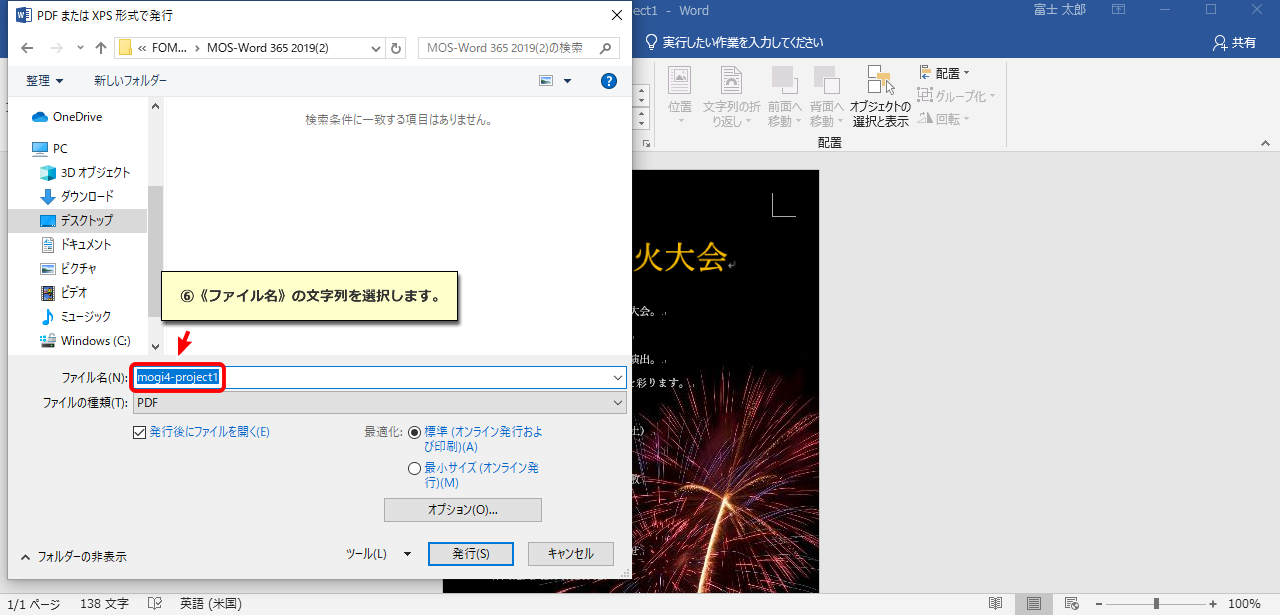 PDF または XPS 形式で発行
ect1 - Word
富士 太郎
« FOM... › MOS-Word 365 2019(2)
MOS-Word 365 2019(2)の検索
実行したい作業を入力してください
共有
整理
新しいフォルダー
位置
文字列の折り返し
前面へ移動
背面へ移動
オブジェクトの選択と表示
配置
グループ化
回転
配置
検索条件に一致する項目はありません。
OneDrive
PC
3D オブジェクト
ダウンロード
デスクトップ
ドキュメント
ピクチャ
ビデオ
ミュージック
Windows (C:)
火大会
大会。
演出。
彩ります。
⑥《ファイル名》の文字列を選択します。
ファイル名(N):
mogi4-project1
ファイルの種類(T):
PDF
発行後にファイルを開く(E)
最適化:
標準 (オンライン発行およ
び印刷)(A)
最小サイズ (オンライン発
行)(M)
オプション(O)...
フォルダーの非表示
ツール(L)
発行(S)
キャンセル
1/1 ページ
138 文字
英語 (米国)
100%